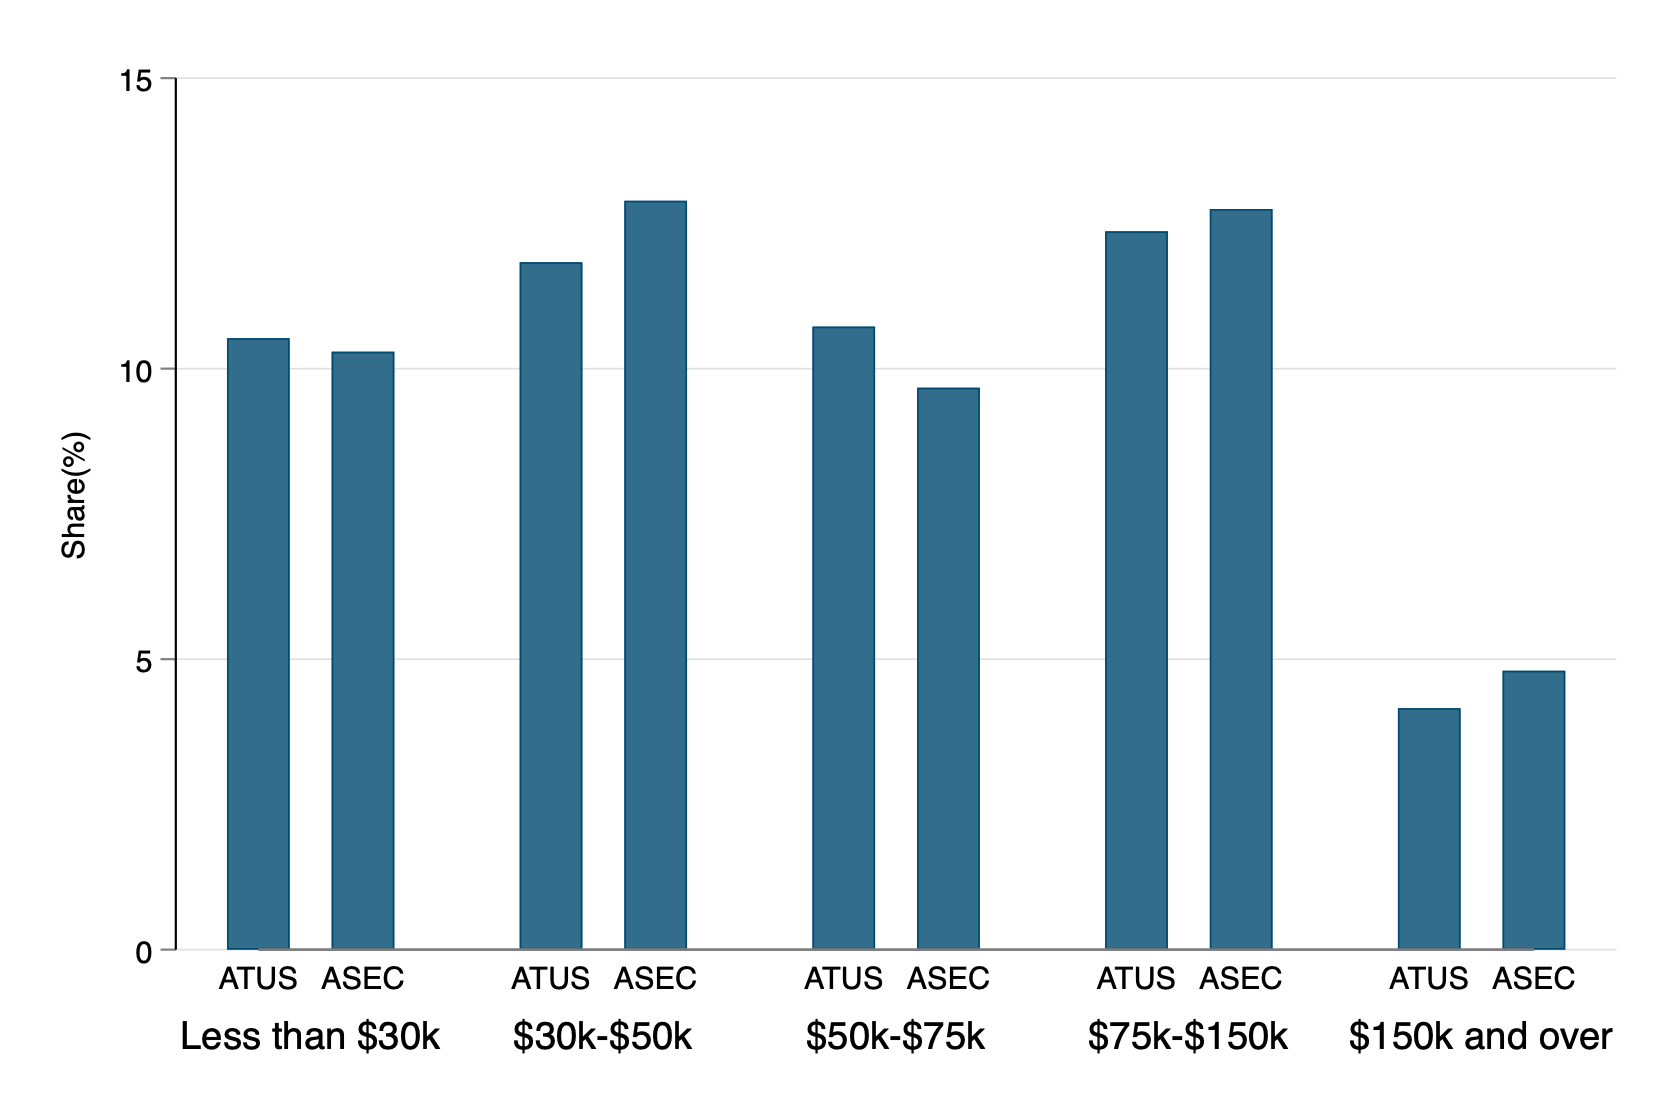 15
10
5
0
Share(%)
ATUS ASEC ATUS ASEC ATUS ASEC ATUS ASEC ATUS ASEC
Less than $30k $30k-$50k $50k-$75k $75k-$150k $150k and over